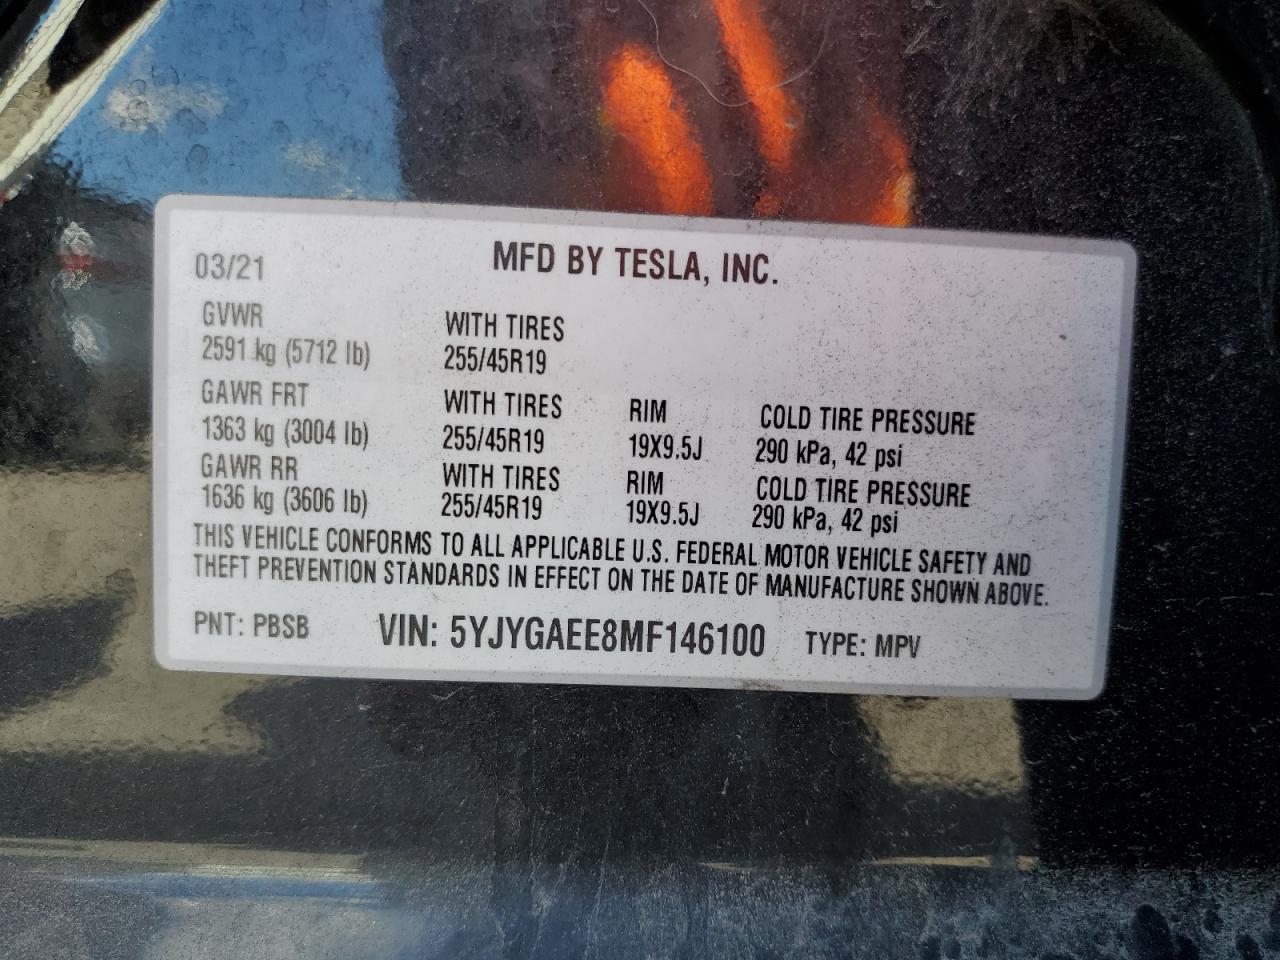 03/21 MFD BY TESLA, INC.
GVWR WITH TIRES
2591 kg (5712 lb) 255/45R19
GAWR FRT WITH TIRES RIM COLD TIRE PRESSURE
1363 kg (3004 lb) 255/45R19 19X9.5J 290 kPa, 42 psi
GAWR RR WITH TIRES RIM COLD TIRE PRESSURE
1636 kg (3606 lb) 255/45R19 19X9.5J 290 kPa, 42 psi
THIS VEHICLE CONFORMS TO ALL APPLICABLE U.S. FEDERAL MOTOR VEHICLE SAFETY AND
THEFT PREVENTION STANDARDS IN EFFECT ON THE DATE OF MANUFACTURE SHOWN ABOVE.
PNT: PBSB VIN: 5YJYGAEE8MF146100 TYPE: MPV